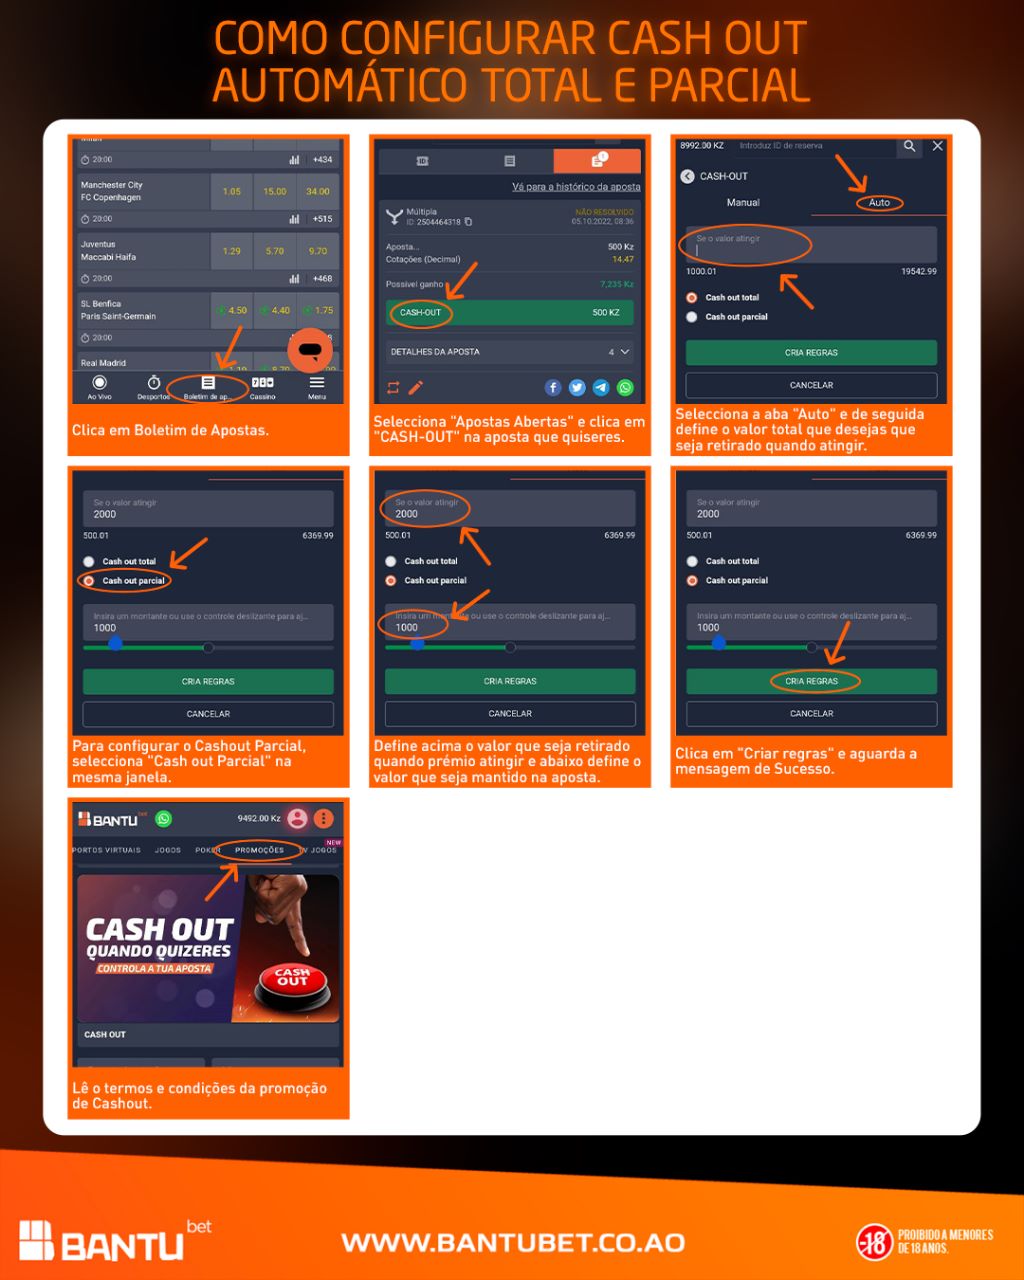 COMO CONFIGURAR CASH OUT
AUTOMÁTICO TOTAL E PARCIAL
20:00
+434
Manchester City
FC Copenhagen
1.05
15.00
34.00
20:00
+515
Juventus
Maccabi Haifa
1.29
5.70
9.70
20:00
+468
SL Benfica
Paris Saint-Germain
4.50
4.40
1.75
20:00
Real Madrid
Ao Vivo
Desportos
Boletim de ap...
Cassino
Menu
Clica em Boletim de Apostas.
Vá para a histórico da aposta
Múltipla
NÃO RESOLVIDO
ID: 2504464318
05.10.2022, 08:36
Aposta...
500 Kz
Cotações (Decimal)
14.47
Possivel ganho
7,235 Kz
CASH-OUT
500 KZ
DETALHES DA APOSTA
4
Selecciona "Apostas Abertas" e clica em
"CASH-OUT" na aposta que quiseres.
8992.00 KZ
Introduz ID de reserva
CASH-OUT
Manual
Auto
Se o valor atingir
1000.01
19542.99
Cash out total
Cash out parcial
CRIA REGRAS
CANCELAR
Selecciona a aba "Auto" e de seguida
define o valor total que desejas que
seja retirado quando atingir.
Se o valor atingir
2000
500.01
6369.99
Cash out total
Cash out parcial
Insira um montante ou use o controle deslizante para aj...
1000
CRIA REGRAS
CANCELAR
Para configurar o Cashout Parcial,
selecciona "Cash out Parcial" na
mesma janela.
Se o valor atingir
2000
500.01
6369.99
Cash out total
Cash out parcial
Insira um montante ou use o controle deslizante para aj...
1000
CRIA REGRAS
CANCELAR
Define acima o valor que seja retirado
quando prémio atingir e abaixo define o
valor que seja mantido na aposta.
Se o valor atingir
2000
500.01
6369.99
Cash out total
Cash out parcial
Insira um montante ou use o controle deslizante para aj...
1000
CRIA REGRAS
CANCELAR
Clica em "Criar regras" e aguarda a
mensagem de Sucesso.
BANTU bet
9492.00 Kz
NEW
PORTOS VIRTUAIS
JOGOS
POKER
PROMOÇÕES
TV JOGOS
CASH OUT
QUANDO QUIZERES
CONTROLA A TUA APOSTA
CASH
OUT
CASH OUT
Lê o termos e condições da promoção
de Cashout.
BANTU bet
WWW.BANTUBET.CO.AO
-18
PROIBIDO A MENORES
DE 18 ANOS.